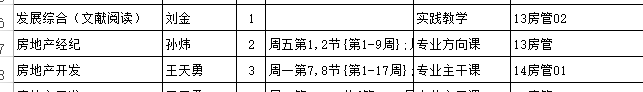 发展综合（文献阅读） 刘金 1 实践教学 13房管02
7 房地产经纪 孙炜 2 周五第1,2节{第1-9周};月 专业方向课 13房管
房地产开发 王天勇 3 周一第7,8节{第1-17周}; 专业主干课 14房管01